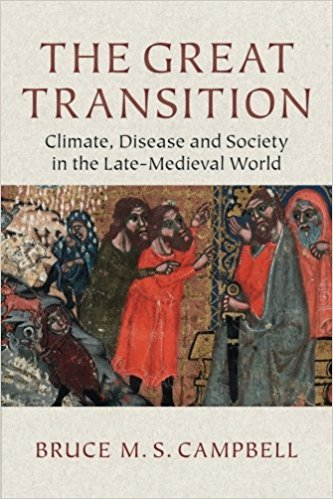 THE GREAT
TRANSITION
Climate, Disease and Society
in the Late-Medieval World
BRUCE M. S. CAMPBELL